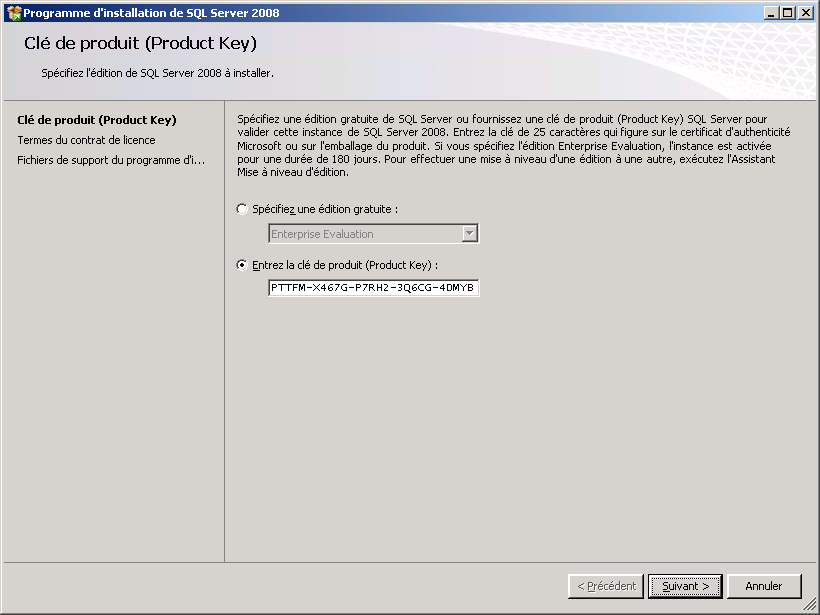 Programme d'installation de SQL Server 2008
Clé de produit (Product Key)
Spécifiez l'édition de SQL Server 2008 à installer.
Clé de produit (Product Key)
Termes du contrat de licence
Fichiers de support du programme d'i...
Spécifiez une édition gratuite de SQL Server ou fournissez une clé de produit (Product Key) SQL Server pour
valider cette instance de SQL Server 2008. Entrez la clé de 25 caractères qui figure sur le certificat d'authenticité
Microsoft ou sur l'emballage du produit. Si vous spécifiez l'édition Enterprise Evaluation, l'instance est activée
pour une durée de 180 jours. Pour effectuer une mise à niveau d'une édition à une autre, exécutez l'Assistant
Mise à niveau d'édition.
Spécifiez une édition gratuite :
Enterprise Evaluation
Entrez la clé de produit (Product Key) :
PTTFM-X467G-P7RH2-3Q6CG-4DMYB
< Précédent
Suivant >
Annuler